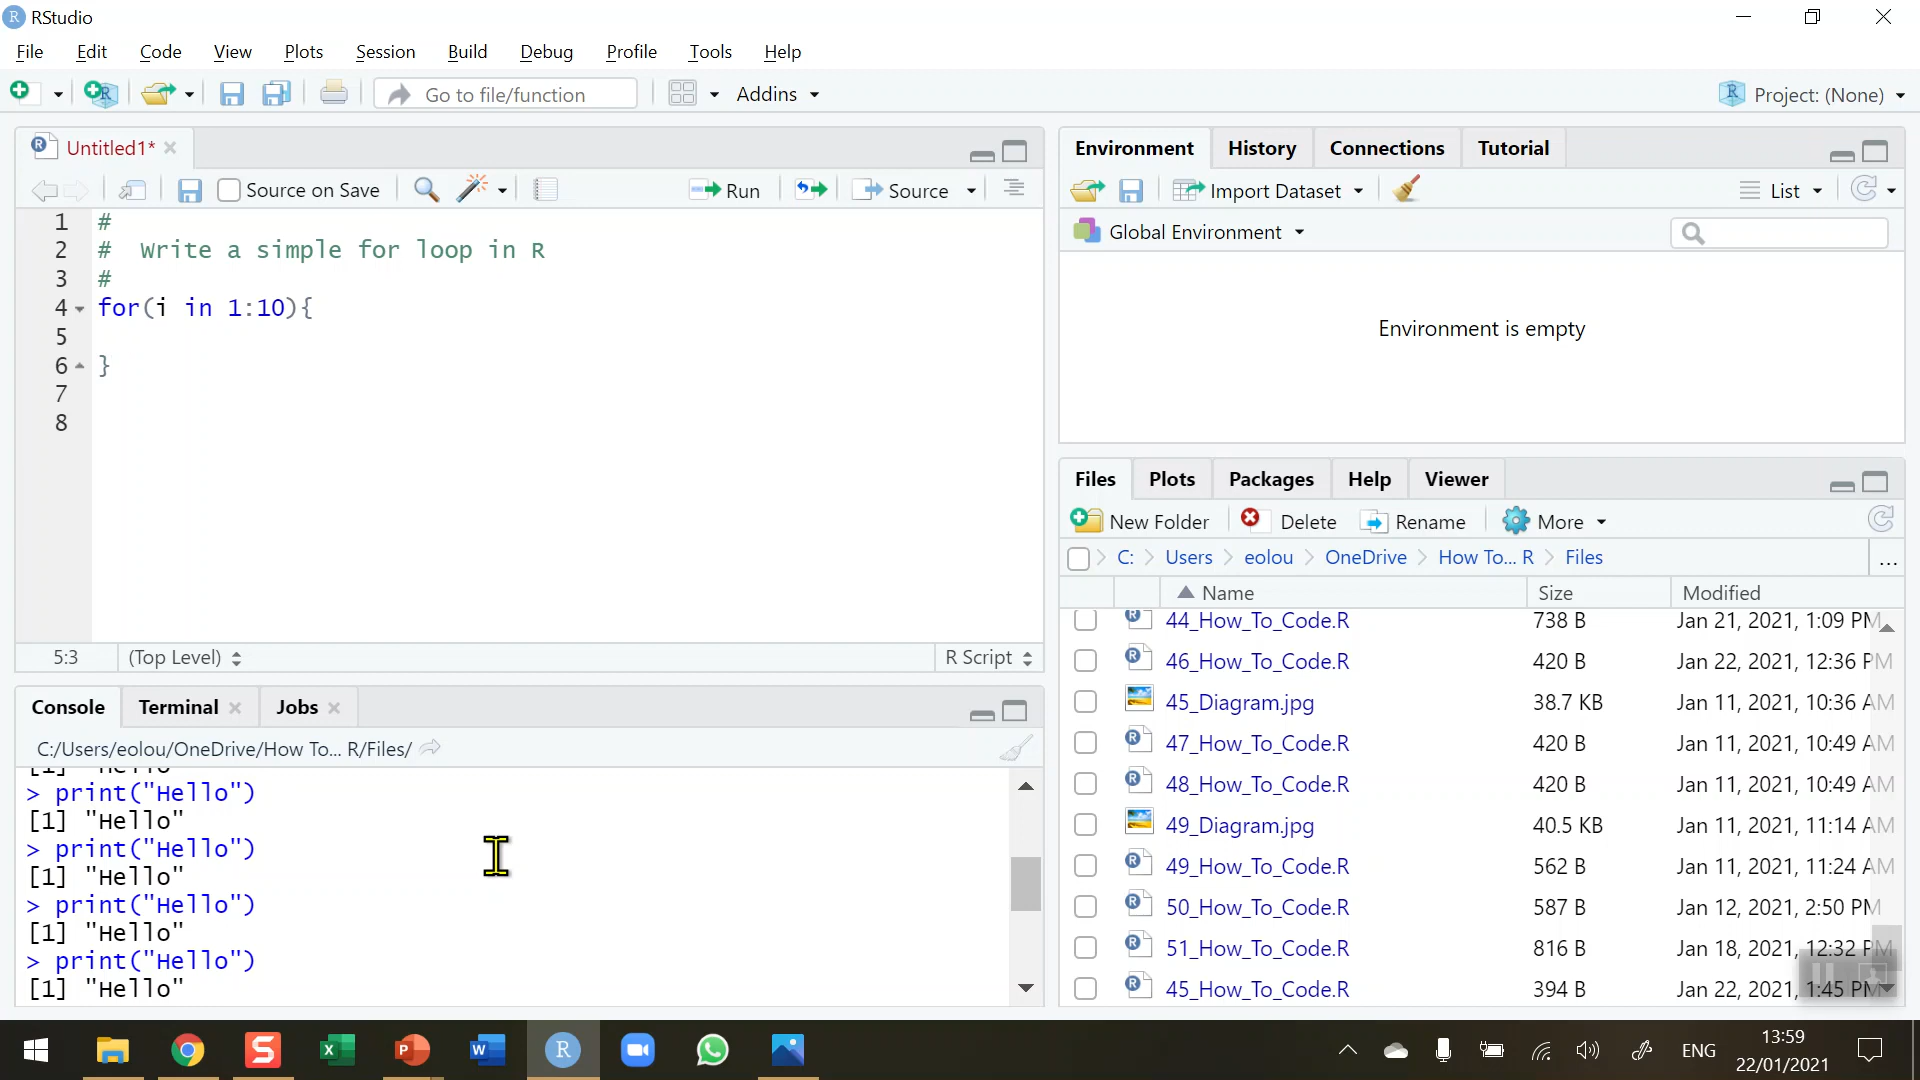 RStudio
File Edit Code View Plots Session Build Debug Profile Tools Help
Go to file/function Addins Project: (None)
Untitled1*
Source on Save Run Source
1 #
2 # Write a simple for loop in R
3 #
4 for(i in 1:10){
5
6 }
7
8
5:3 (Top Level) R Script
Console Terminal Jobs
C:/Users/eolou/OneDrive/How To... R/Files/
[1] "Hello"
> print("Hello")
[1] "Hello"
> print("Hello")
[1] "Hello"
> print("Hello")
[1] "Hello"
> print("Hello")
[1] "Hello"
Environment History Connections Tutorial
Import Dataset List
Global Environment
Environment is empty
Files Plots Packages Help Viewer
New Folder Delete Rename More
C: Users eolou OneDrive How To... R Files ...
Name Size Modified
44_How_To_Code.R 738 B Jan 21, 2021, 1:09 PM
46_How_To_Code.R 420 B Jan 22, 2021, 12:36 PM
45_Diagram.jpg 38.7 KB Jan 11, 2021, 10:36 AM
47_How_To_Code.R 420 B Jan 11, 2021, 10:49 AM
48_How_To_Code.R 420 B Jan 11, 2021, 10:49 AM
49_Diagram.jpg 40.5 KB Jan 11, 2021, 11:14 AM
49_How_To_Code.R 562 B Jan 11, 2021, 11:24 AM
50_How_To_Code.R 587 B Jan 12, 2021, 2:50 PM
51_How_To_Code.R 816 B Jan 18, 2021, 12:32 PM
45_How_To_Code.R 394 B Jan 22, 2021, 1:45 PM
ENG 13:59
22/01/2021